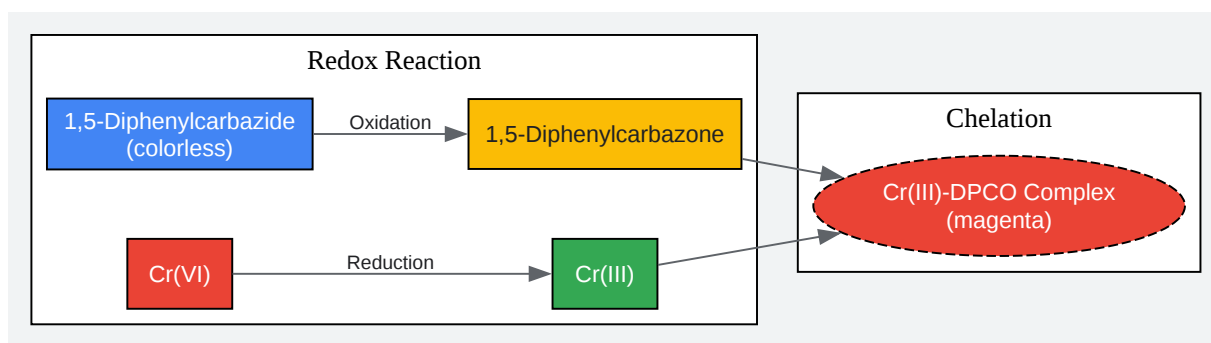 Redox Reaction
1,5-Diphenylcarbazide
(colorless)
Oxidation
1,5-Diphenylcarbazone
Cr(VI)
Reduction
Cr(III)
Chelation
Cr(III)-DPCO Complex
(magenta)